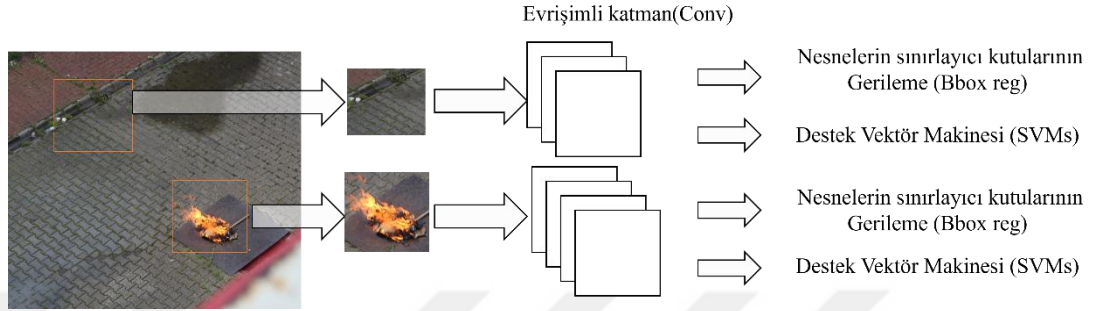 Evrişimli katman(Conv)
Nesnelerin sınırlayıcı kutularının
Gerileme (Bbox reg)
Destek Vektör Makinesi (SVMs)
Nesnelerin sınırlayıcı kutularının
Gerileme (Bbox reg)
Destek Vektör Makinesi (SVMs)